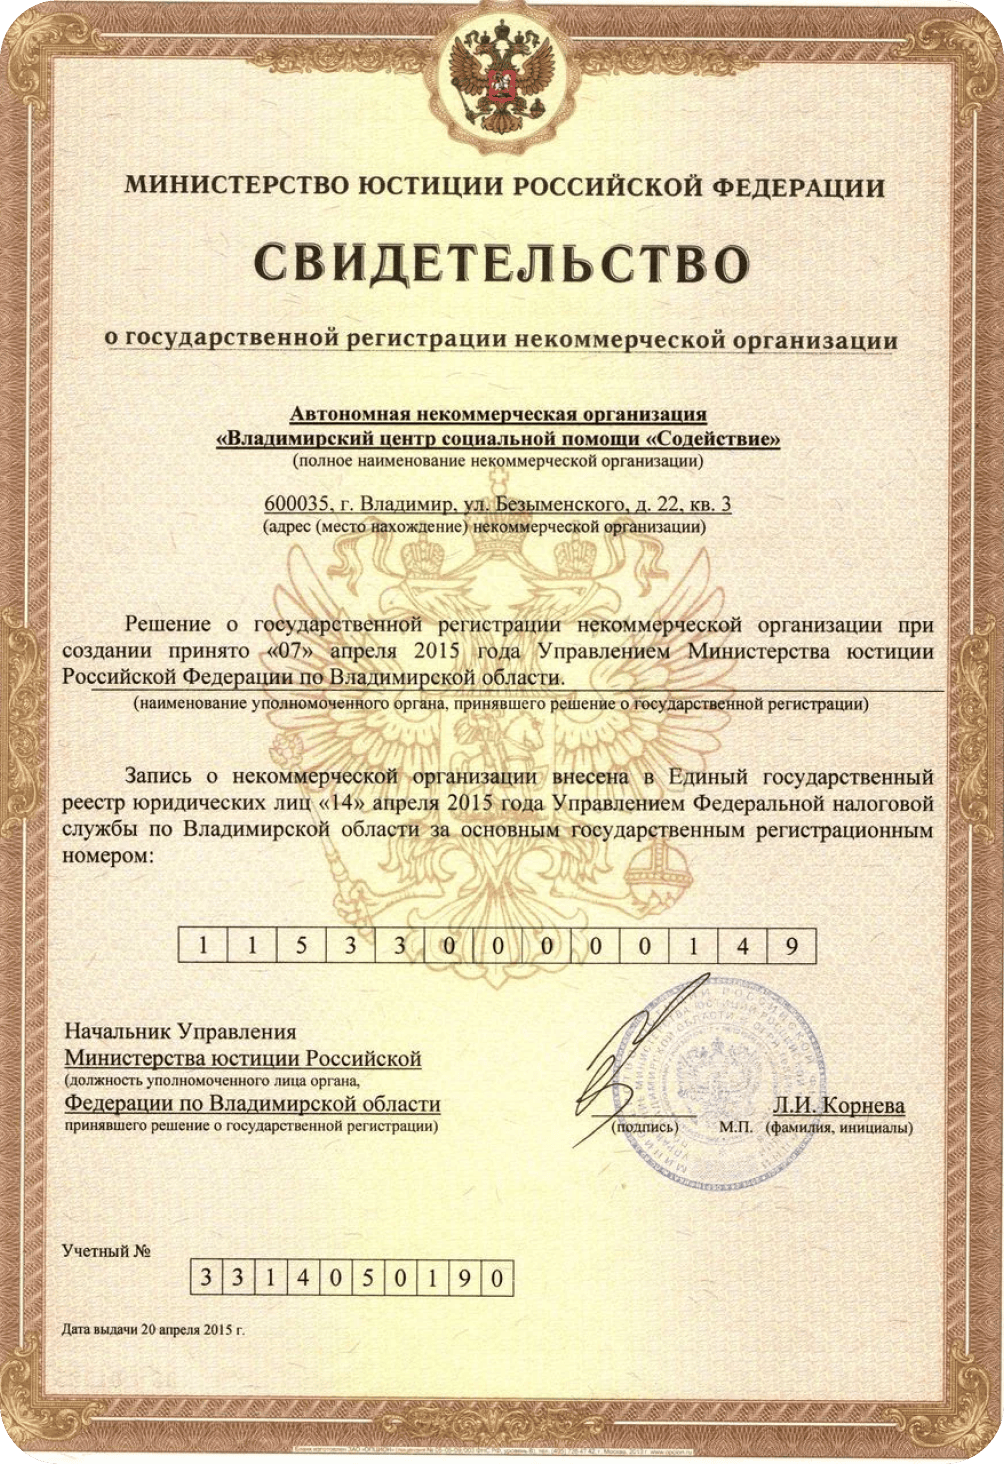 МИНИСТЕРСТВО ЮСТИЦИИ РОССИЙСКОЙ ФЕДЕРАЦИИ
СВИДЕТЕЛЬСТВО
о государственной регистрации некоммерческой организации
Автономная некоммерческая организация
«Владимирский центр социальной помощи «Содействие»
(полное наименование некоммерческой организации)
600035, г. Владимир, ул. Безыменского, д. 22, кв. 3
(адрес (место нахождение) некоммерческой организации)
Решение о государственной регистрации некоммерческой организации при
создании принято «07» апреля 2015 года Управлением Министерства юстиции
Российской Федерации по Владимирской области.
(наименование уполномоченного органа, принявшего решение о государственной регистрации)
Запись о некоммерческой организации внесена в Единый государственный
реестр юридических лиц «14» апреля 2015 года Управлением Федеральной налоговой
службы по Владимирской области за основным государственным регистрационным
номером:
1 1 5 3 3 0 0 0 0 0 1 4 9
Начальник Управления
Министерства юстиции Российской
(должность уполномоченного лица органа,
Федерации по Владимирской области
принявшего решение о государственной регистрации)
Л.И. Корнева
(подпись) М.П. (фамилия, инициалы)
Учетный №
3 3 1 4 0 5 0 1 9 0
Дата выдачи 20 апреля 2015 г.